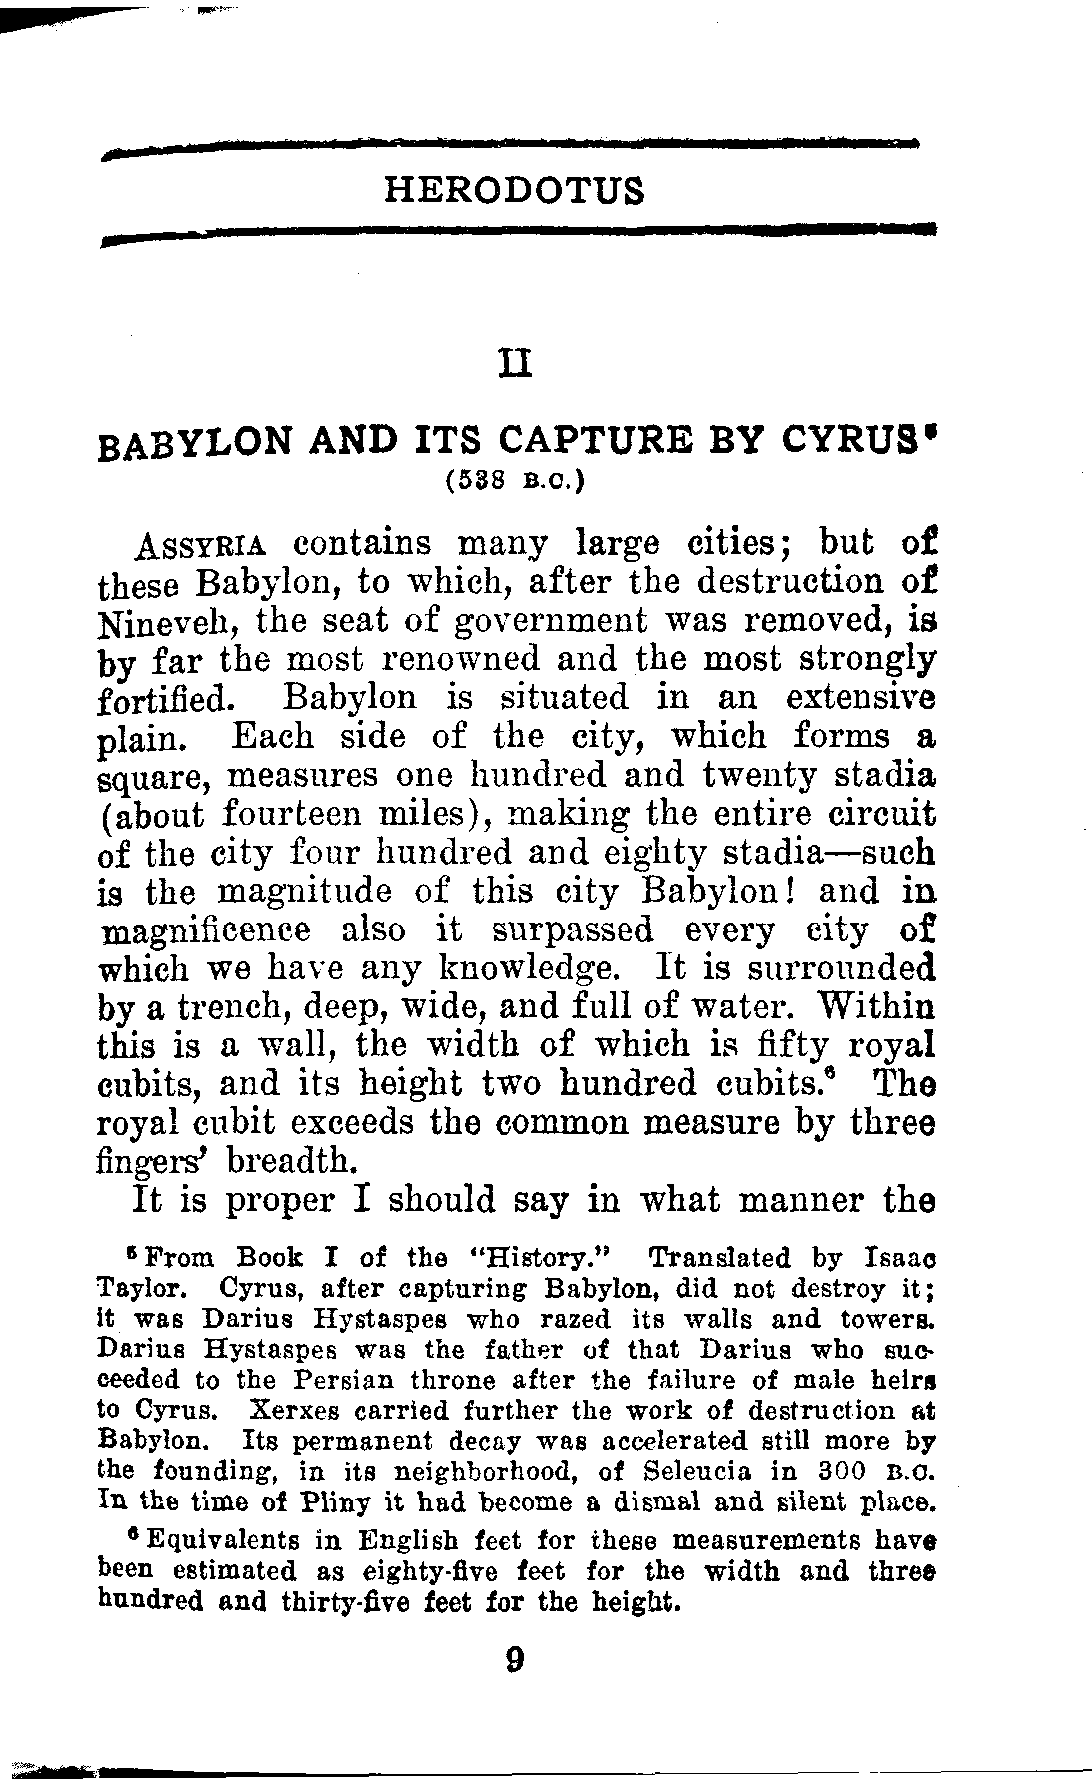 HERODOTUS
II
BABYLON AND ITS CAPTURE BY CYRUS⁵
(538 B.C.)
ASSYRIA contains many large cities; but of
these Babylon, to which, after the destruction of
Nineveh, the seat of government was removed, is
by far the most renowned and the most strongly
fortified. Babylon is situated in an extensive
plain. Each side of the city, which forms a
square, measures one hundred and twenty stadia
(about fourteen miles), making the entire circuit
of the city four hundred and eighty stadia—such
is the magnitude of this city Babylon! and in
magnificence also it surpassed every city of
which we have any knowledge. It is surrounded
by a trench, deep, wide, and full of water. Within
this is a wall, the width of which is fifty royal
cubits, and its height two hundred cubits.⁶ The
royal cubit exceeds the common measure by three
fingers' breadth.
It is proper I should say in what manner the
⁵ From Book I of the "History." Translated by Isaac
Taylor. Cyrus, after capturing Babylon, did not destroy it;
it was Darius Hystaspes who razed its walls and towers.
Darius Hystaspes was the father of that Darius who suc-
ceeded to the Persian throne after the failure of male heirs
to Cyrus. Xerxes carried further the work of destruction at
Babylon. Its permanent decay was accelerated still more by
the founding, in its neighborhood, of Seleucia in 300 B.C.
In the time of Pliny it had become a dismal and silent place.
⁶ Equivalents in English feet for these measurements have
been estimated as eighty-five feet for the width and three
hundred and thirty-five feet for the height.
9